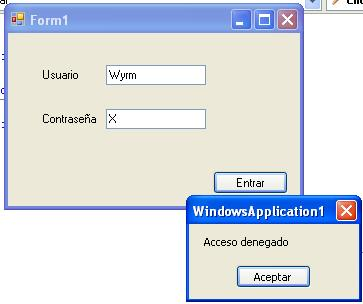 Form1
Usuario
Wyrm
Contraseña
X
Entrar
WindowsApplication1
Acceso denegado
Aceptar